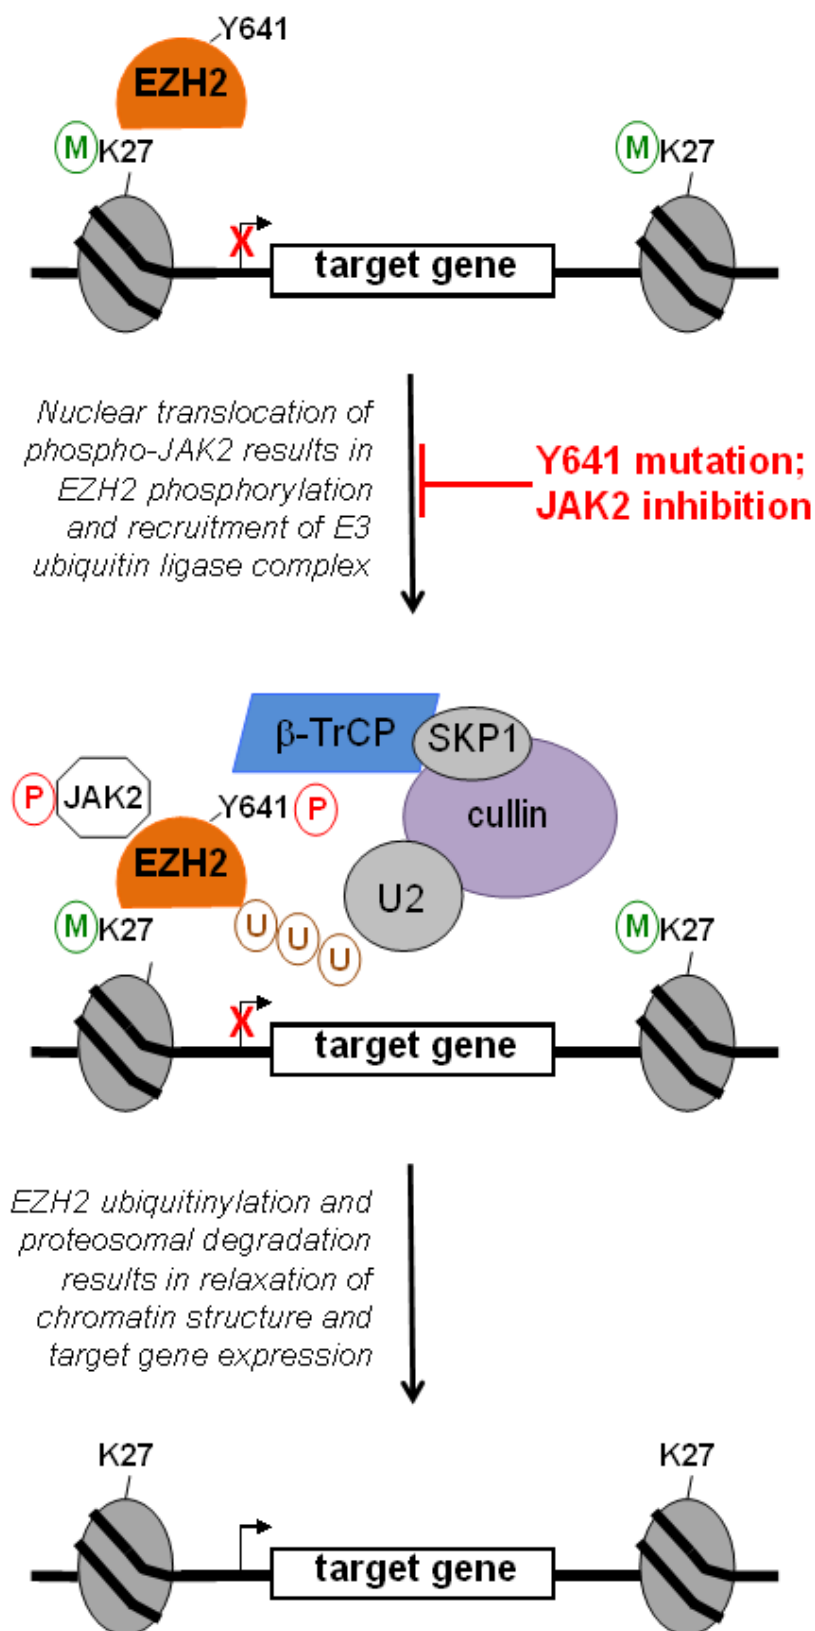 Y641
EZH2
M K27
M K27
X
target gene
Nuclear translocation of
phospho-JAK2 results in
EZH2 phosphorylation
and recruitment of E3
ubiquitin ligase complex
Y641 mutation;
JAK2 inhibition
β-TrCP
SKP1
P JAK2
Y641 P
cullin
EZH2
U2
M K27
U U U
M K27
X
target gene
EZH2 ubiquitinylation and
proteosomal degradation
results in relaxation of
chromatin structure and
target gene expression
K27
K27
target gene